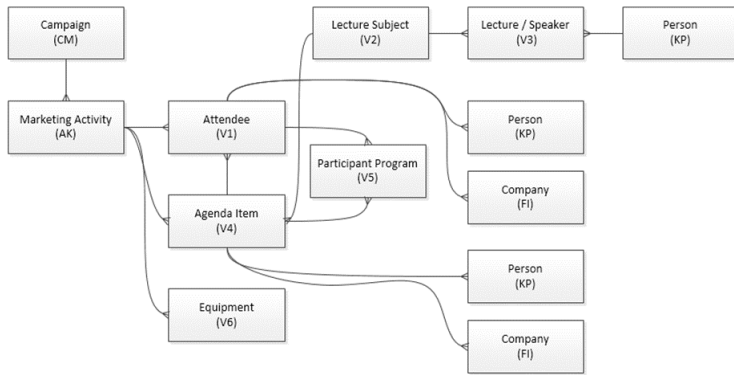 Campaign
(CM)
Lecture Subject
(V2)
Lecture / Speaker
(V3)
Person
(KP)
Marketing Activity
(AK)
Attendee
(V1)
Person
(KP)
Participant Program
(V5)
Company
(FI)
Agenda Item
(V4)
Person
(KP)
Equipment
(V6)
Company
(FI)